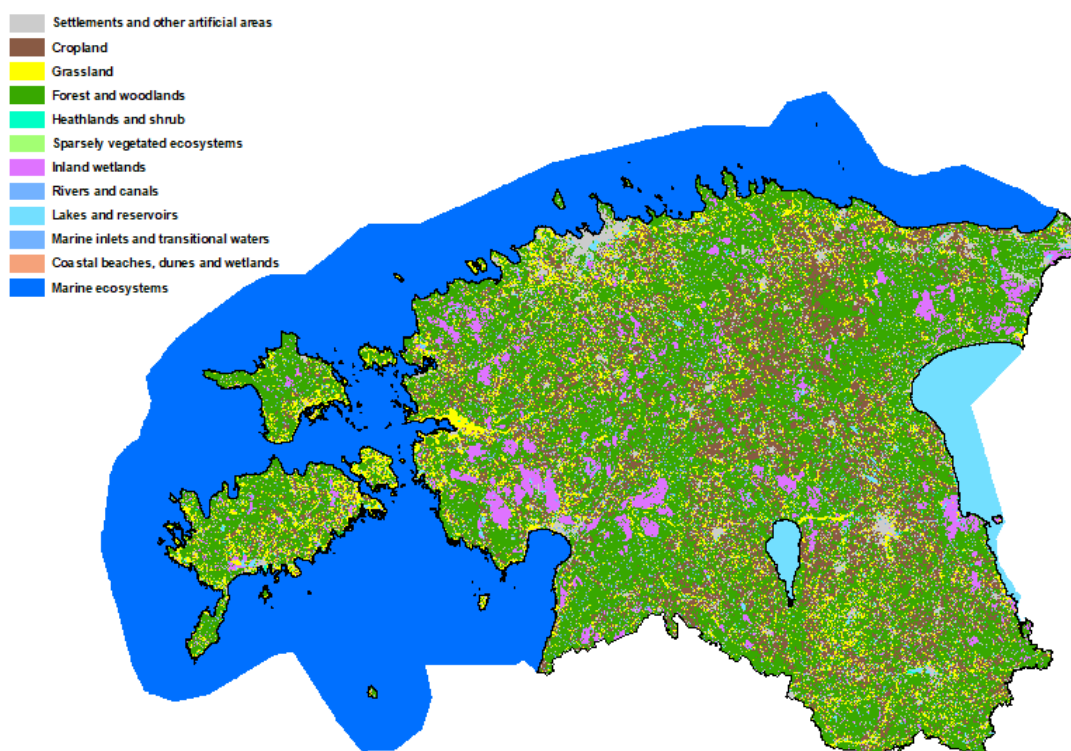 Settlements and other artificial areas
Cropland
Grassland
Forest and woodlands
Heathlands and shrub
Sparsely vegetated ecosystems
Inland wetlands
Rivers and canals
Lakes and reservoirs
Marine inlets and transitional waters
Coastal beaches, dunes and wetlands
Marine ecosystems